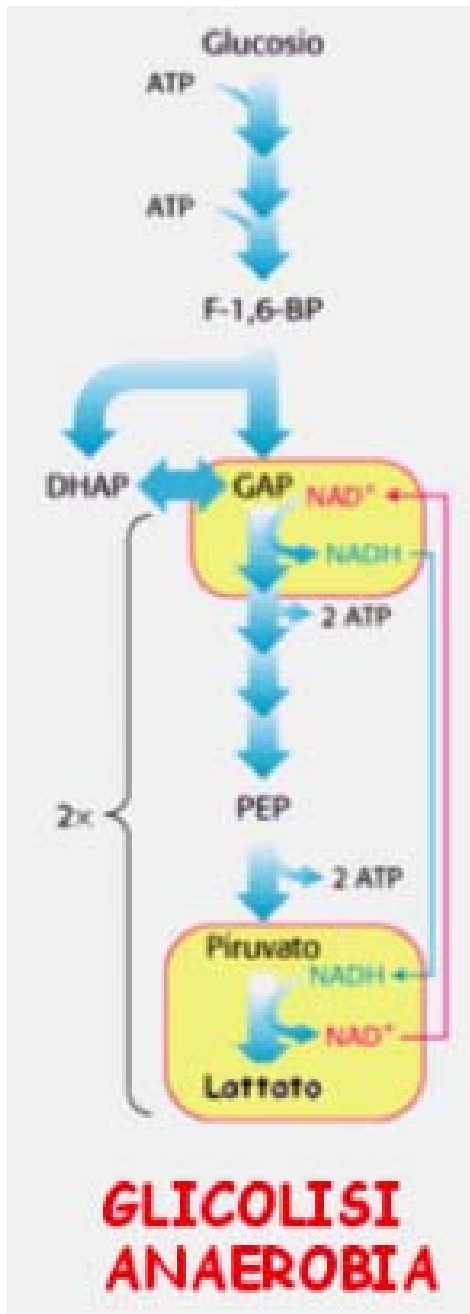 Glucosio
ATP
ATP
F-1,6-BP
DHAP
GAP
NAD⁺
NADH
2 ATP
2×
PEP
2 ATP
Piruvato
NADH
NAD⁺
Lattato
GLICOLISI
ANAEROBIA